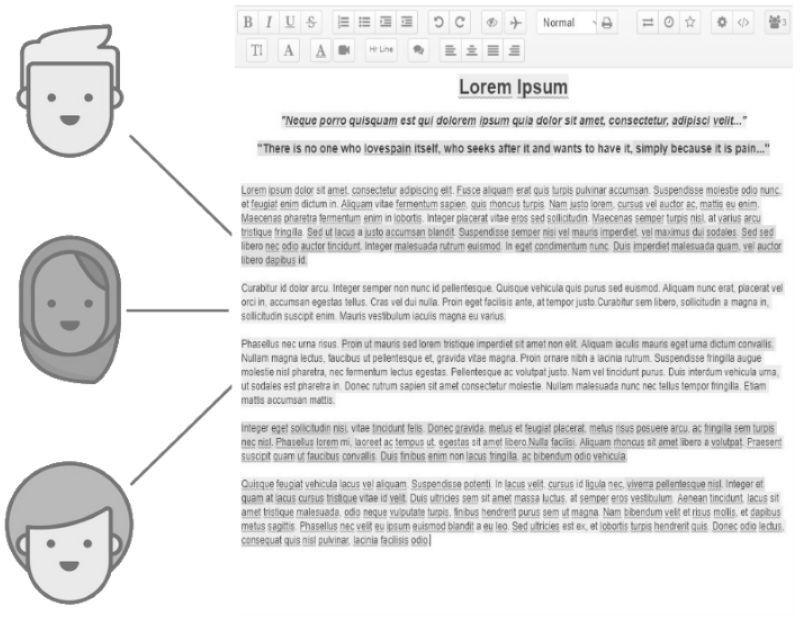 B I U S Normal 3
T! A A Hr Line
Lorem Ipsum
"Neque porro quisquam est qui dolorem ipsum quia dolor sit amet, consectetur, adipisci velit..."
"There is no one who lovespain itself, who seeks after it and wants to have it, simply because it is pain..."
Lorem ipsum dolor sit amet, consectetur adipiscing elit. Fusce aliquam erat quis turpis pulvinar accumsan. Suspendisse molestie odio nunc,
et feugiat enim dictum in. Aliquam vitae fermentum sapien, quis rhoncus turpis. Nam justo lorem, cursus vel auctor ac, mattis eu enim.
Maecenas pharetra fermentum enim in lobortis. Integer placerat vitae eros sed sollicitudin. Maecenas semper turpis nisl, at varius arcu
tristique fringilla. Sed ut lacus a justo accumsan blandit. Suspendisse semper nisi vel mauris imperdiet, vel maximus dui sodales. Sed sed
libero nec odio auctor tincidunt. Integer malesuada rutrum euismod. In eget condimentum nunc. Duis imperdiet malesuada quam, vel auctor
libero dapibus id.
Curabitur id dolor arcu. Integer semper non nunc id pellentesque. Quisque vehicula quis purus sed euismod. Aliquam nunc erat, placerat vel
orci in, accumsan egestas tellus. Cras vel dui nulla. Proin eget facilisis ante, at tempor justo.Curabitur sem libero, sollicitudin a magna in,
sollicitudin suscipit enim. Mauris vestibulum iaculis magna eu varius.
Phasellus nec urna risus. Proin ut mauris sed lorem tristique imperdiet sit amet non elit. Aliquam iaculis mauris eget urna dictum convallis.
Nullam magna lectus, faucibus ut pellentesque et, gravida vitae magna. Proin ornare nibh a lacinia rutrum. Suspendisse fringilla augue
molestie nisl pharetra, nec fermentum lectus egestas. Pellentesque ac volutpat justo. Nam vel tincidunt purus. Duis interdum vehicula urna,
ut sodales est pharetra in. Donec rutrum sapien sit amet consectetur molestie. Nullam malesuada nunc nec tellus tempor fringilla. Etiam
mattis accumsan mattis.
Integer eget sollicitudin nisi, vitae tincidunt felis. Donec gravida, metus et feugiat placerat, metus risus posuere arcu, ac fringilla sem turpis
nec nisl. Phasellus lorem mi, laoreet ac tempus ut, egestas sit amet libero.Nulla facilisi. Aliquam rhoncus sit amet libero a volutpat. Praesent
suscipit quam ut faucibus convallis. Duis finibus enim non lacus fringilla, ac bibendum odio vehicula.
Quisque feugiat vehicula lacus vel aliquam. Suspendisse potenti. In lacus velit, cursus id ligula nec, viverra pellentesque nisl. Integer et
quam at lacus cursus tristique vitae id velit. Duis ultricies sem sit amet massa luctus, at semper eros vestibulum. Aenean tincidunt, lacus sit
amet tristique malesuada, odio neque vulputate turpis, finibus hendrerit purus sem ut magna. Nam bibendum velit et risus mollis, et dapibus
metus sagittis. Phasellus nec velit eu ipsum euismod blandit a eu leo. Sed ultricies est ex, et lobortis turpis hendrerit quis. Donec odio lectus,
consequat quis nisl pulvinar, lacinia facilisis odio.